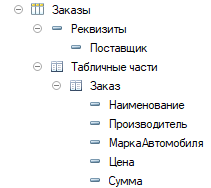 Заказы
Реквизиты
Поставщик
Табличные части
Заказ
Наименование
Производитель
МаркаАвтомобиля
Цена
Сумма